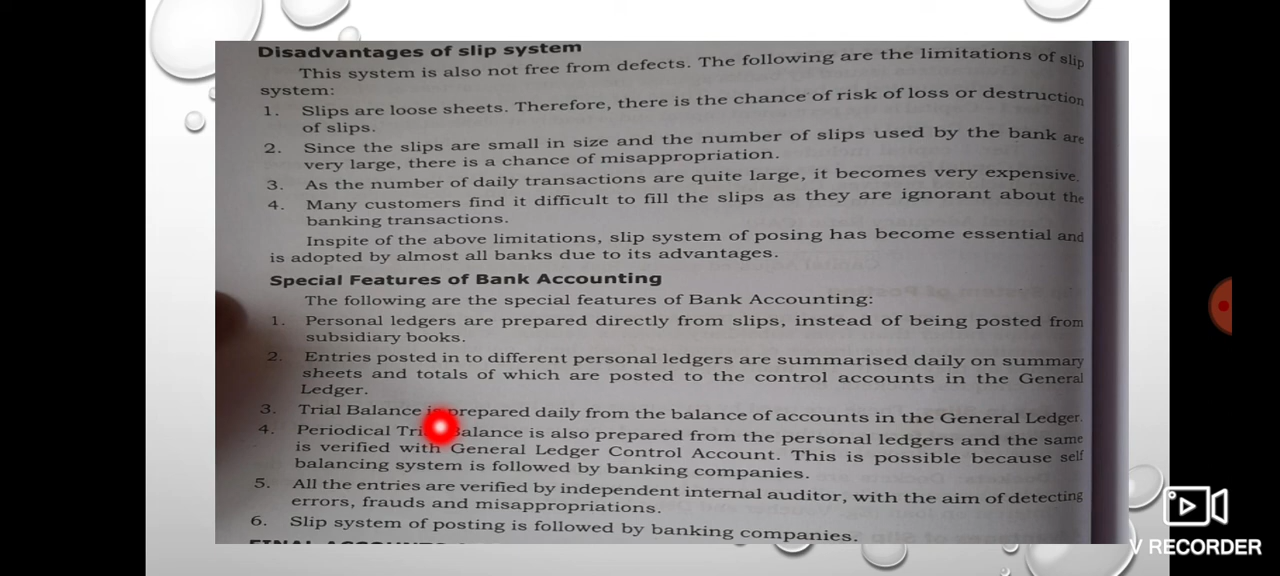 Disadvantages of slip system
This system is also not free from defects. The following are the limitations of slip
system:
1. Slips are loose sheets. Therefore, there is the chance of risk of loss or destruction
of slips.
2. Since the slips are small in size and the number of slips used by the bank are
very large, there is a chance of misappropriation.
3. As the number of daily transactions are quite large, it becomes very expensive.
4. Many customers find it difficult to fill the slips as they are ignorant about the
banking transactions.
Inspite of the above limitations, slip system of posing has become essential and
is adopted by almost all banks due to its advantages.
Special Features of Bank Accounting
The following are the special features of Bank Accounting:
1. Personal ledgers are prepared directly from slips, instead of being posted from
subsidiary books.
2. Entries posted in to different personal ledgers are summarised daily on summary
sheets and totals of which are posted to the control accounts in the General
Ledger.
3. Trial Balance is prepared daily from the balance of accounts in the General Ledger.
4. Periodical Trial Balance is also prepared from the personal ledgers and the same
is verified with General Ledger Control Account. This is possible because self
balancing system is followed by banking companies.
5. All the entries are verified by independent internal auditor, with the aim of detecting
errors, frauds and misappropriations.
6. Slip system of posting is followed by banking companies.
V RECORDER